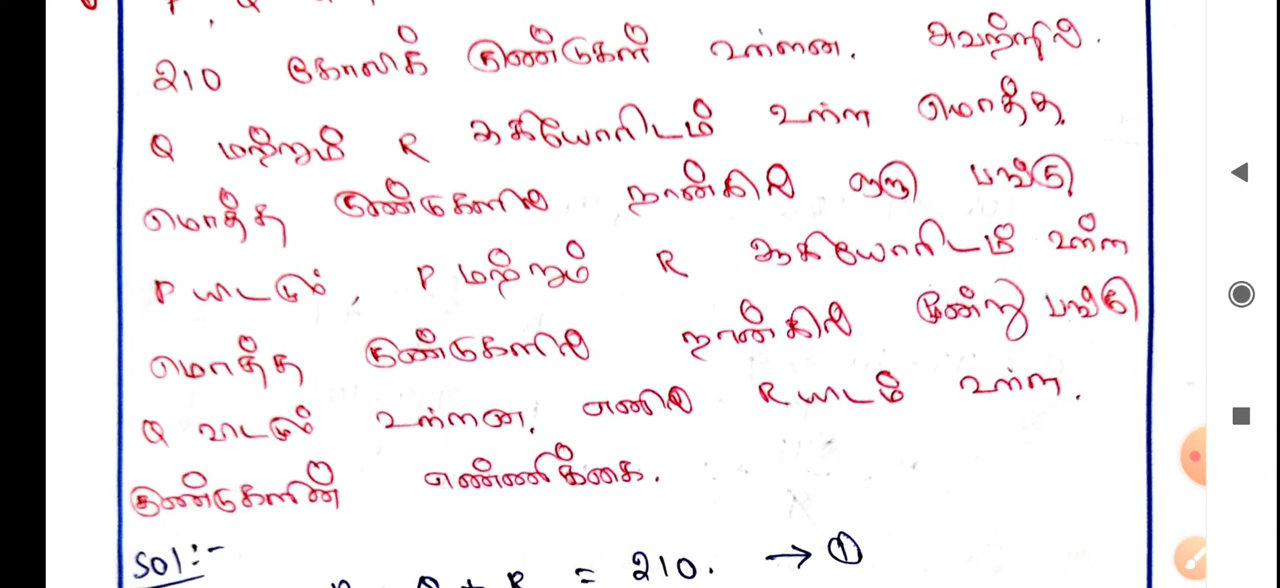 210 கோலிக் குண்டுகள் உள்ளன. அவற்றில்.
Q மற்றும் R ஆகியோரிடம் உள்ள மொத்த
மொத்த குண்டுகளில் நான்கில் ஒரு பங்கு
P யிடமும், P மற்றும் R ஆகியோரிடம் உள்ள
மொத்த குண்டுகளில் நான்கில் மூன்று பங்கு
Q விடமும் உள்ளன, எனில் R யிடம் உள்ள.
குண்டுகளின் எண்ணிக்கை.
Sol:-
= 210. → ①